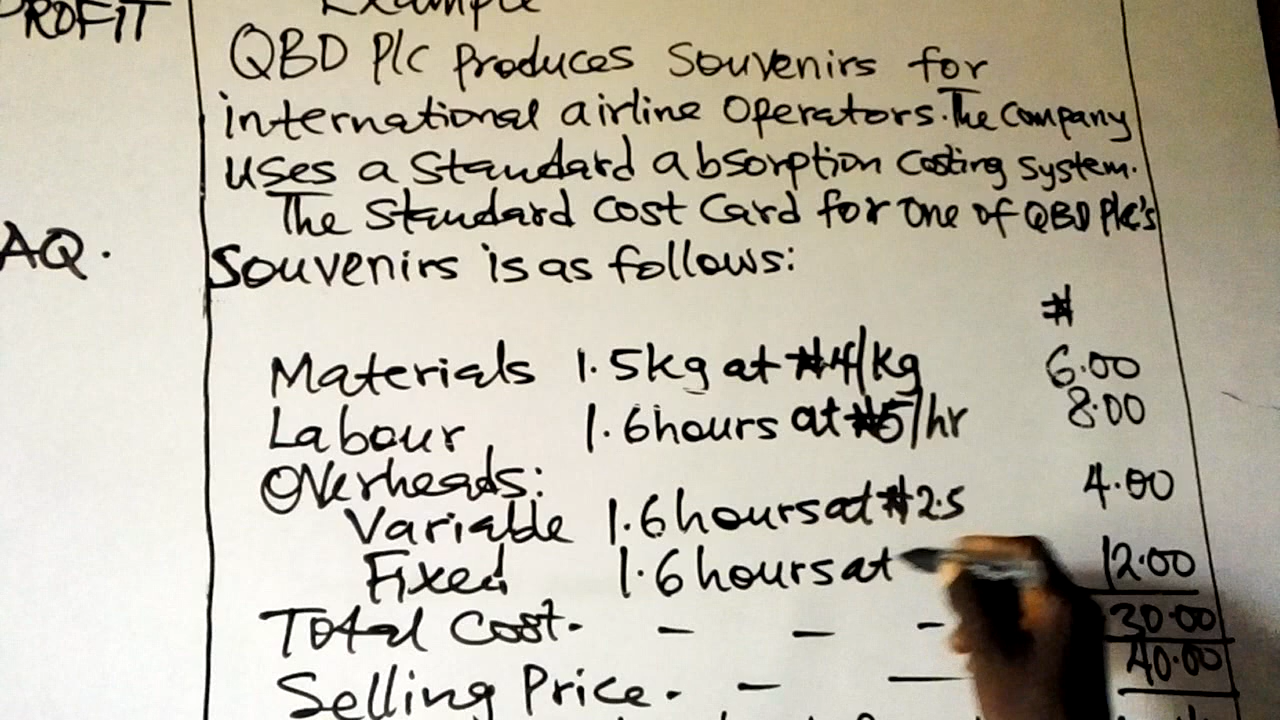 PROFIT
Example
QBD Plc produces souvenirs for
international airline operators. The company
uses a standard absorption costing system.
The standard cost card for one of QBD Plc's
AQ.
souvenirs is as follows:
₦
Materials 1.5kg at ₦4/kg 6.00
Labour 1.6hours at ₦5/hr 8.00
Overheads:
Variable 1.6hours at ₦2.5 4.00
Fixed 1.6hours at 12.00
Total cost. - - - 30.00
Selling Price. - - 40.00